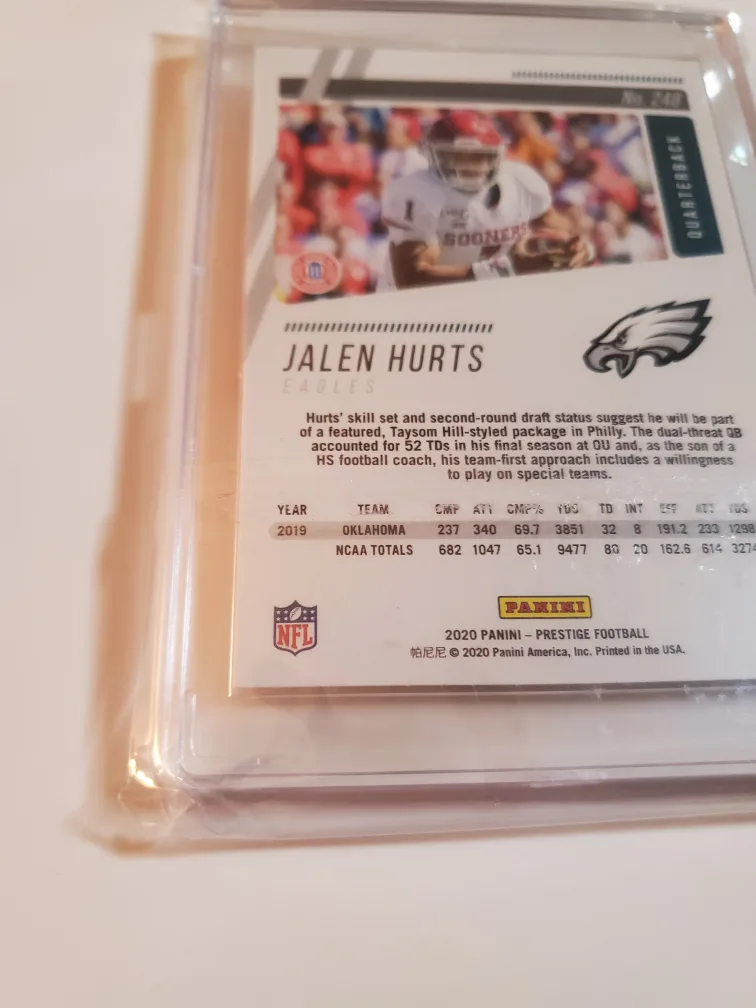 No. 248
QUARTERBACK
1
SOONERS
JALEN HURTS
EAGLES
Hurts' skill set and second-round draft status suggest he will be part
of a featured, Taysom Hill-styled package in Philly. The dual-threat QB
accounted for 52 TDs in his final season at OU and, as the son of a
HS football coach, his team-first approach includes a willingness
to play on special teams.
YEAR TEAM CMP ATT CMP% YDS TD INT EFF ATT YDS
2019 OKLAHOMA 237 340 69.7 3851 32 8 191.2 233 1298
NCAA TOTALS 682 1047 65.1 9477 80 20 162.6 614 3274
NFL
PANINI
2020 PANINI – PRESTIGE FOOTBALL
帕尼尼 © 2020 Panini America, Inc. Printed in the USA.